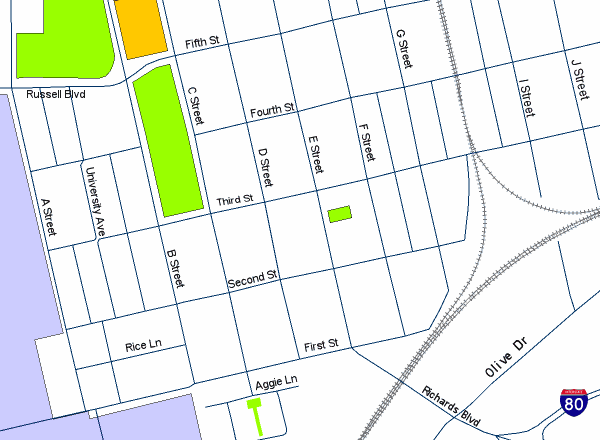 Fifth St
G Street
J Street
I Street
Russell Blvd
C Street
Fourth St
E Street
F Street
D Street
University Ave
A Street
Third St
B Street
Second St
Rice Ln
First St
Olive Dr
Aggie Ln
Richards Blvd
80